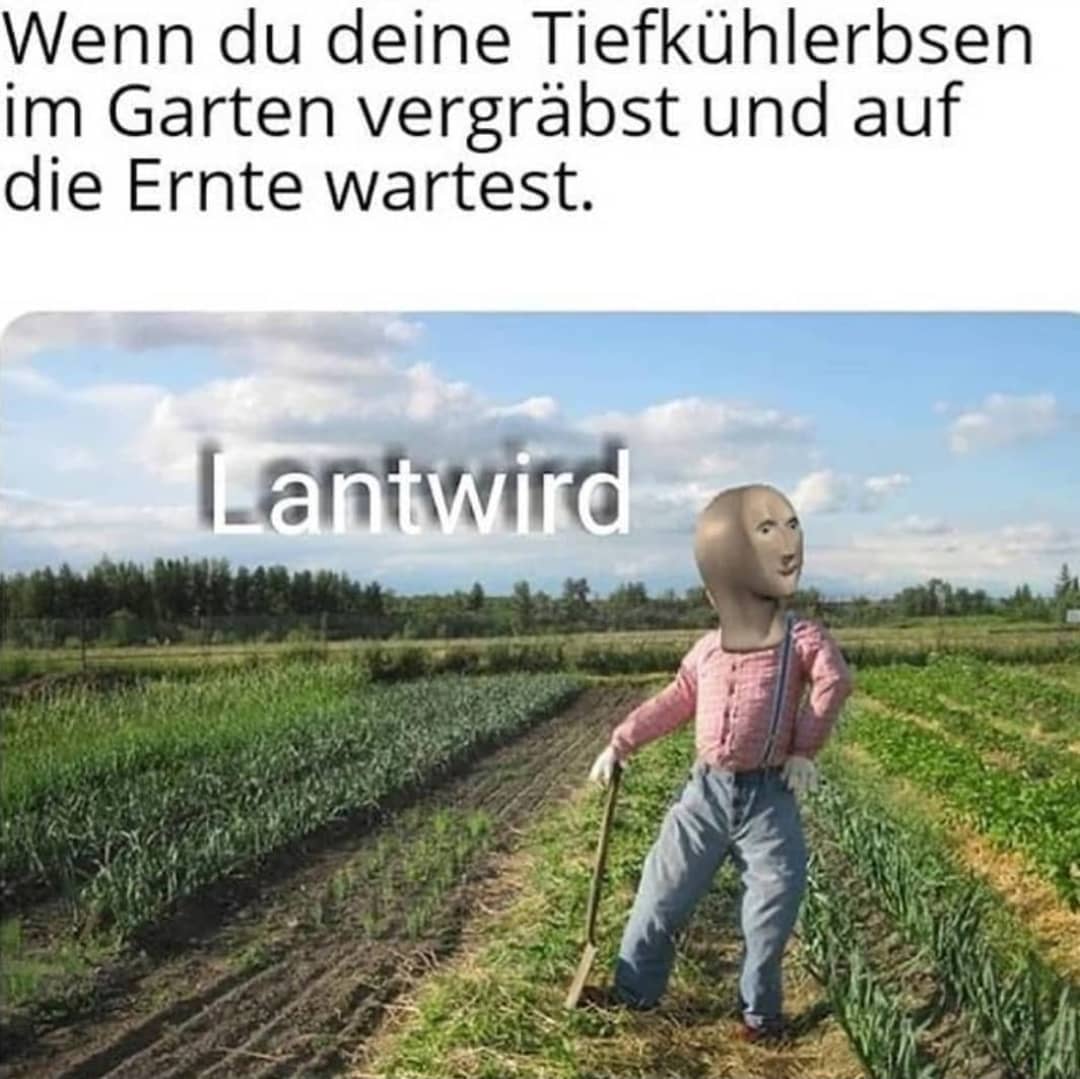 Wenn du deine Tiefkühlerbsen
im Garten vergräbst und auf
die Ernte wartest.
Lantwird